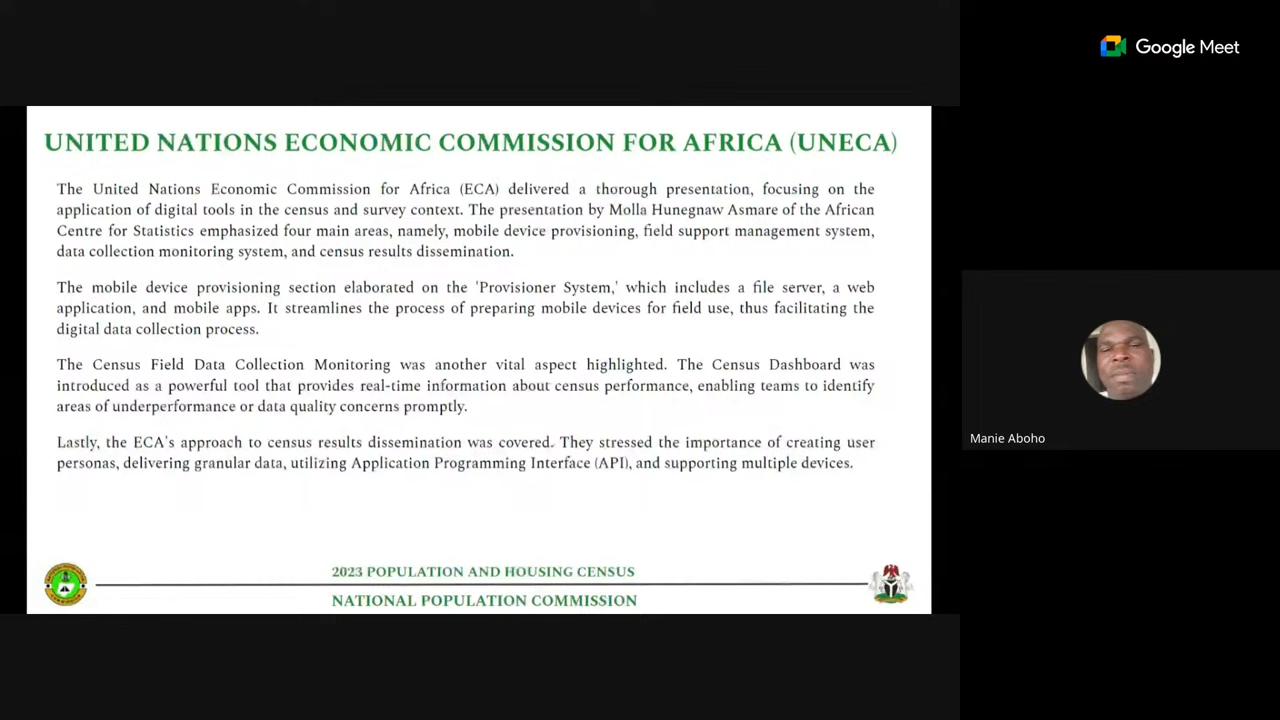 Google Meet
UNITED NATIONS ECONOMIC COMMISSION FOR AFRICA (UNECA)
The United Nations Economic Commission for Africa (ECA) delivered a thorough presentation, focusing on the
application of digital tools in the census and survey context. The presentation by Molla Hunegnaw Asmare of the African
Centre for Statistics emphasized four main areas, namely, mobile device provisioning, field support management system,
data collection monitoring system, and census results dissemination.
The mobile device provisioning section elaborated on the 'Provisioner System,' which includes a file server, a web
application, and mobile apps. It streamlines the process of preparing mobile devices for field use, thus facilitating the
digital data collection process.
The Census Field Data Collection Monitoring was another vital aspect highlighted. The Census Dashboard was
introduced as a powerful tool that provides real-time information about census performance, enabling teams to identify
areas of underperformance or data quality concerns promptly.
Lastly, the ECA's approach to census results dissemination was covered. They stressed the importance of creating user
personas, delivering granular data, utilizing Application Programming Interface (API), and supporting multiple devices.
Manie Aboho
2023 POPULATION AND HOUSING CENSUS
NATIONAL POPULATION COMMISSION